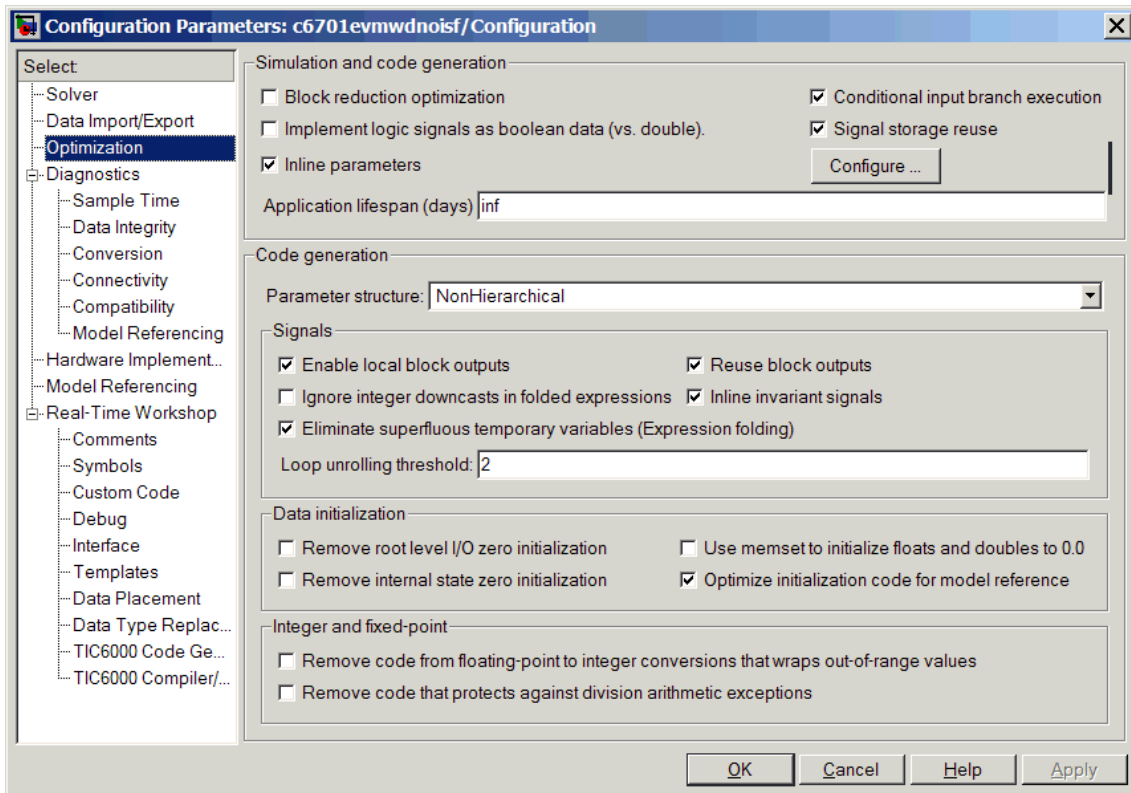 Configuration Parameters: c6701evmwdnoisf/Configuration
Select:
Solver
Data Import/Export
Optimization
Diagnostics
Sample Time
Data Integrity
Conversion
Connectivity
Compatibility
Model Referencing
Hardware Implement...
Model Referencing
Real-Time Workshop
Comments
Symbols
Custom Code
Debug
Interface
Templates
Data Placement
Data Type Replac...
TIC6000 Code Ge...
TIC6000 Compiler/...
Simulation and code generation
Block reduction optimization
Conditional input branch execution
Implement logic signals as boolean data (vs. double).
Signal storage reuse
Inline parameters
Configure ...
Application lifespan (days) inf
Code generation
Parameter structure: NonHierarchical
Signals
Enable local block outputs
Reuse block outputs
Ignore integer downcasts in folded expressions
Inline invariant signals
Eliminate superfluous temporary variables (Expression folding)
Loop unrolling threshold: 2
Data initialization
Remove root level I/O zero initialization
Use memset to initialize floats and doubles to 0.0
Remove internal state zero initialization
Optimize initialization code for model reference
Integer and fixed-point
Remove code from floating-point to integer conversions that wraps out-of-range values
Remove code that protects against division arithmetic exceptions
OK
Cancel
Help
Apply